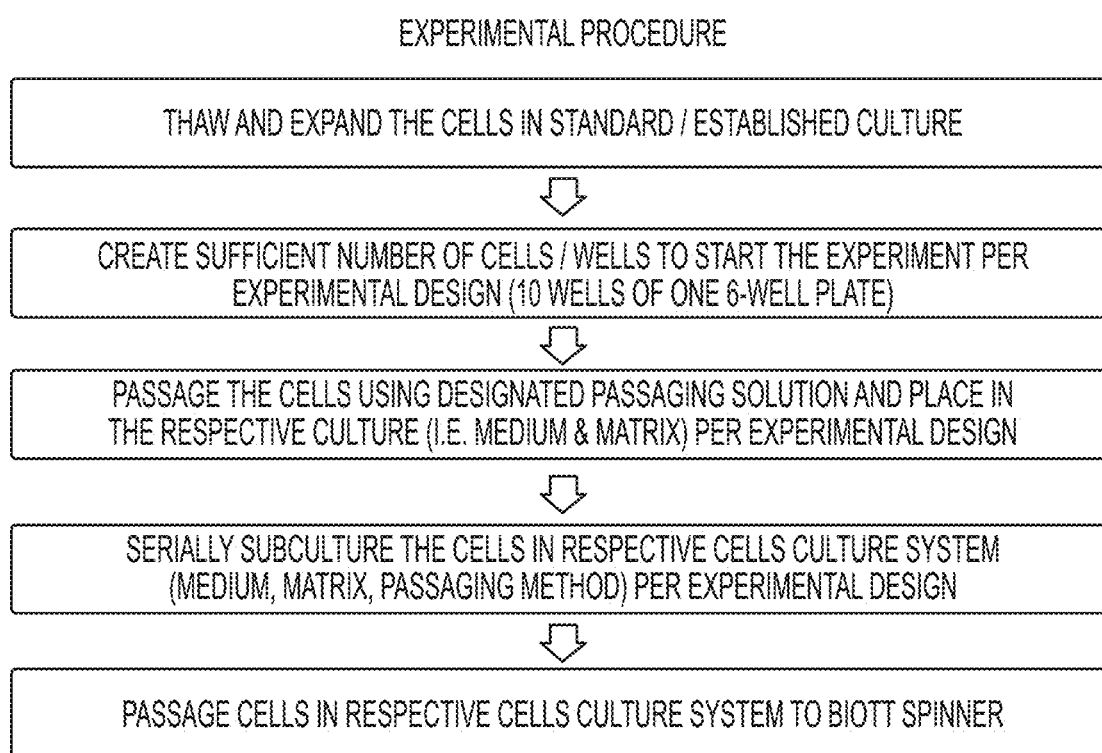 EXPERIMENTAL PROCEDURE
THAW AND EXPAND THE CELLS IN STANDARD / ESTABLISHED CULTURE
CREATE SUFFICIENT NUMBER OF CELLS / WELLS TO START THE EXPERIMENT PER
EXPERIMENTAL DESIGN (10 WELLS OF ONE 6-WELL PLATE)
PASSAGE THE CELLS USING DESIGNATED PASSAGING SOLUTION AND PLACE IN
THE RESPECTIVE CULTURE (I.E. MEDIUM & MATRIX) PER EXPERIMENTAL DESIGN
SERIALLY SUBCULTURE THE CELLS IN RESPECTIVE CELLS CULTURE SYSTEM
(MEDIUM, MATRIX, PASSAGING METHOD) PER EXPERIMENTAL DESIGN
PASSAGE CELLS IN RESPECTIVE CELLS CULTURE SYSTEM TO BIOTT SPINNER